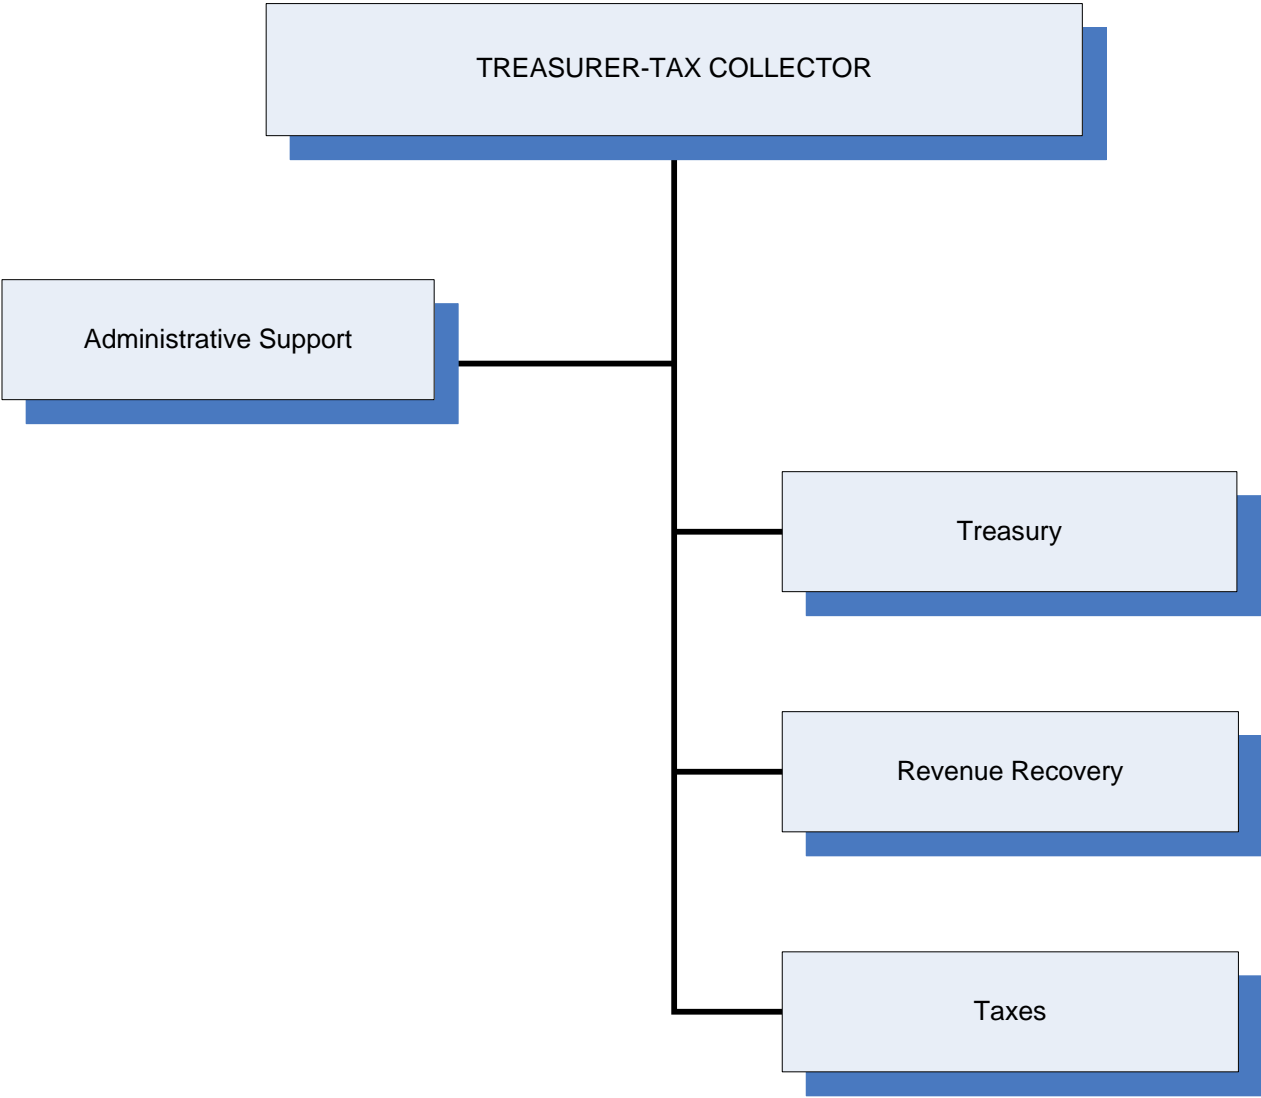 TREASURER-TAX COLLECTOR
Administrative Support
Treasury
Revenue Recovery
Taxes